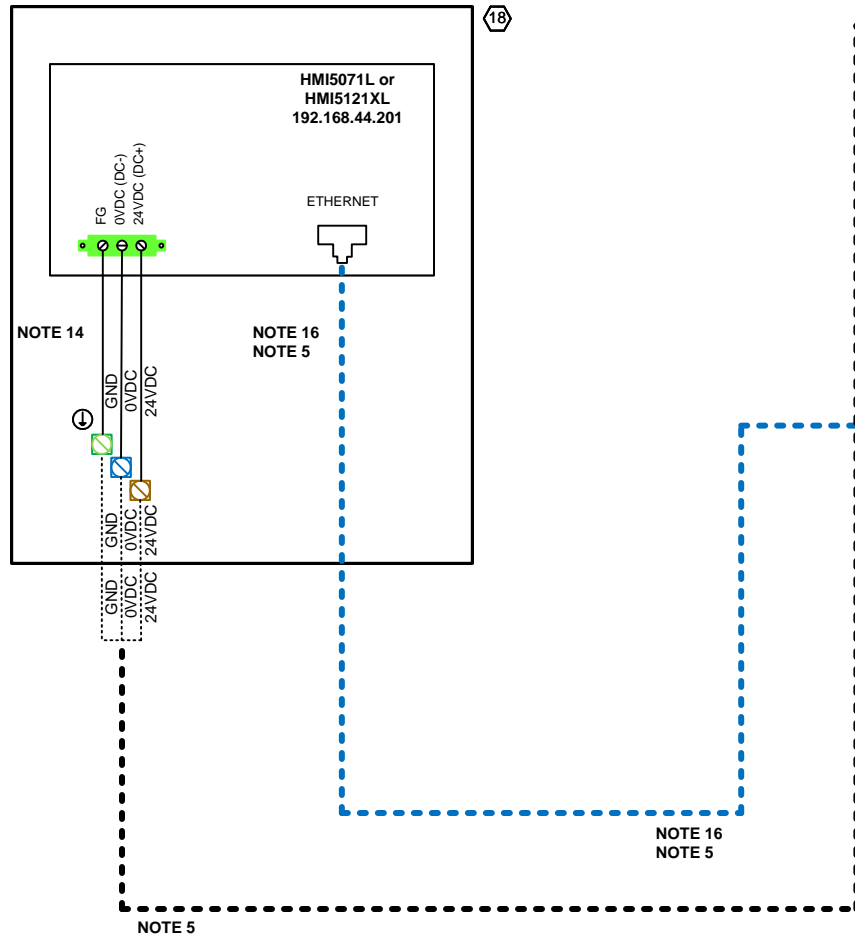 18
HMI5071L or
HMI5121XL
192.168.44.201
FG
0VDC (DC-)
24VDC (DC+)
ETHERNET
NOTE 14
NOTE 16
NOTE 5
GND
0VDC
24VDC
GND
0VDC
24VDC
GND
0VDC
24VDC
NOTE 16
NOTE 5
NOTE 5